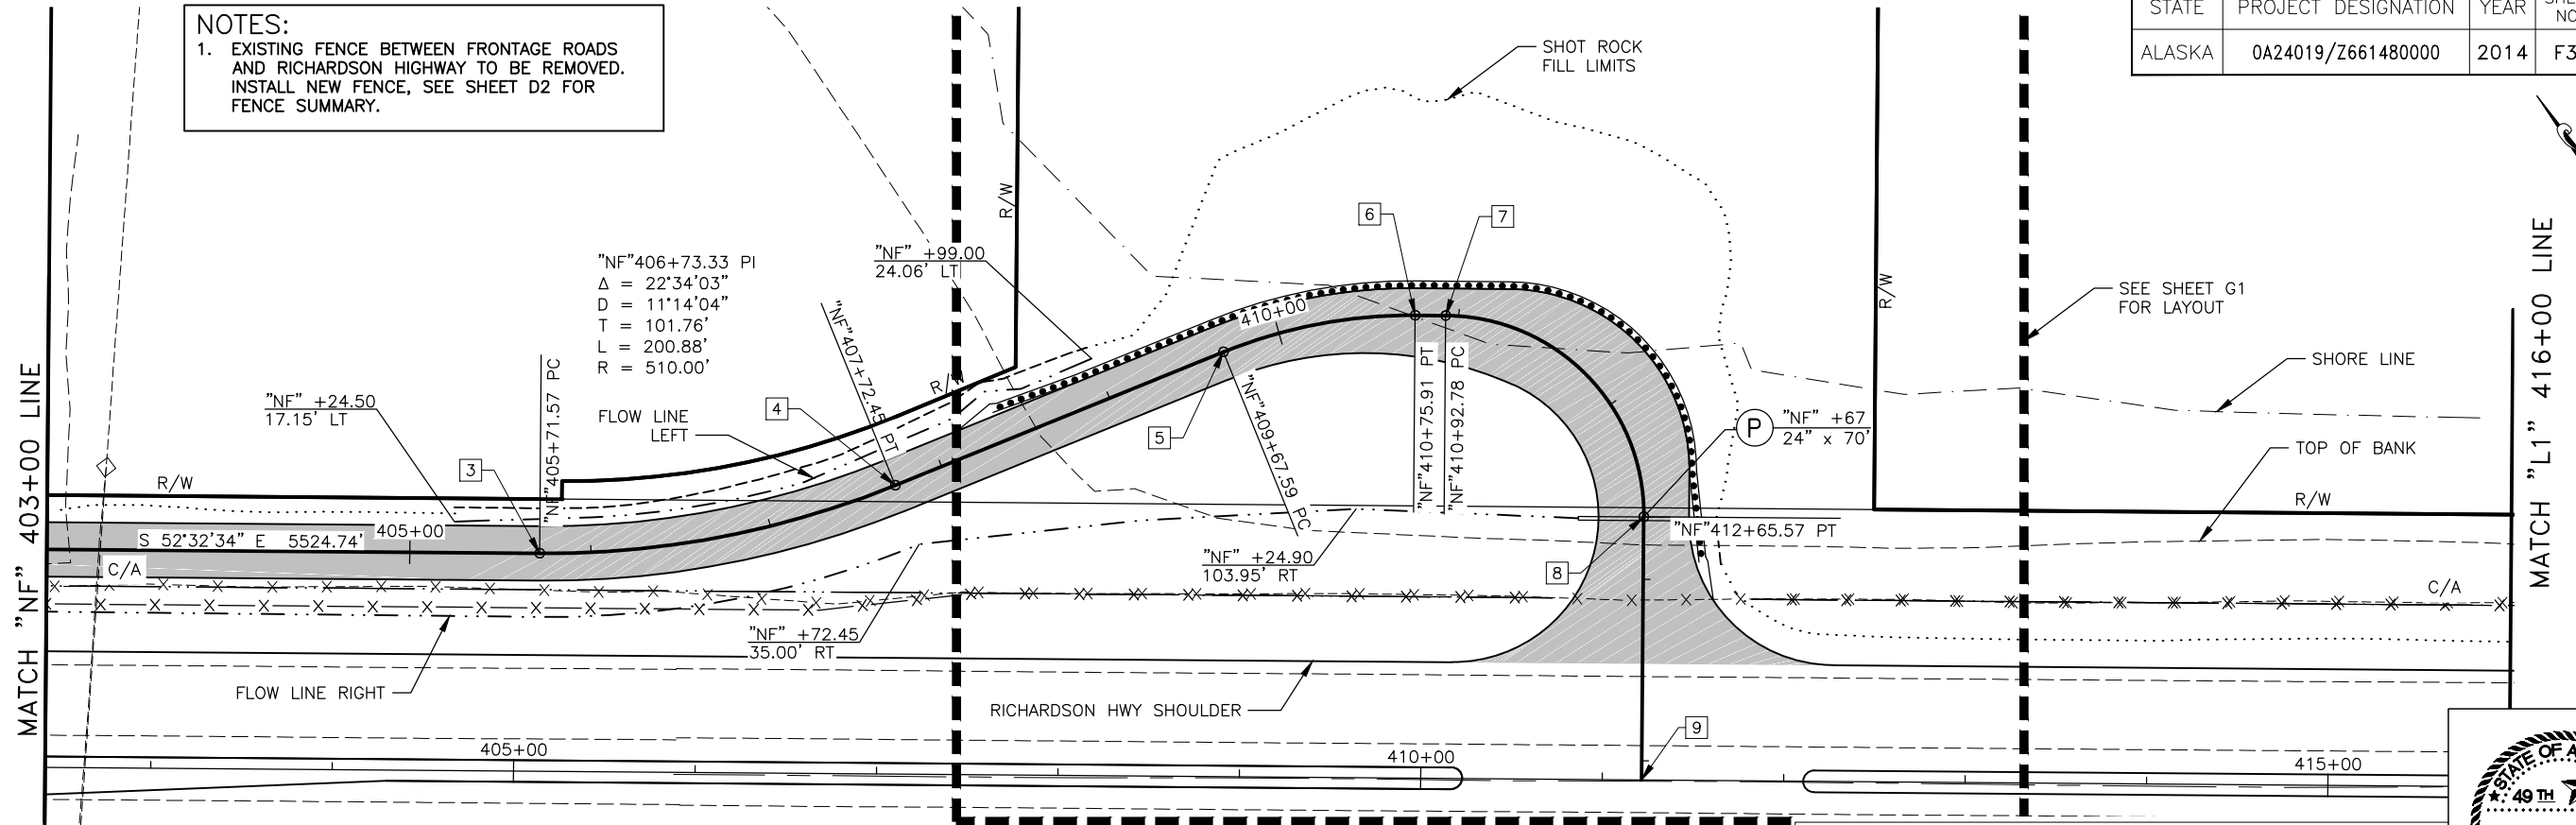 NOTES:
1. EXISTING FENCE BETWEEN FRONTAGE ROADS
AND RICHARDSON HIGHWAY TO BE REMOVED.
INSTALL NEW FENCE, SEE SHEET D2 FOR
FENCE SUMMARY.
STATE PROJECT DESIGNATION YEAR
ALASKA 0A24019/Z661480000 2014 F3
SHOT ROCK
FILL LIMITS
R/W
R/W
6
7
"NF" +99.00
24.06' LT
"NF"406+73.33 PI
Δ = 22°34'03"
D = 11°14'04"
T = 101.76'
L = 200.88'
R = 510.00'
SEE SHEET G1
FOR LAYOUT
SHORE LINE
410+00
"NF"407+72.45 PT
"NF"405+71.57 PC
"NF" +24.50
17.15' LT
FLOW LINE
LEFT
4
5
"NF"409+67.59 PC
"NF"410+75.91 PT
"NF"410+92.78 PC
P
"NF" +67
24" x 70'
TOP OF BANK
3
R/W
R/W
MATCH "NF" 403+00 LINE
MATCH "L1" 416+00 LINE
S 52°32'34" E 5524.74'
405+00
"NF"412+65.57 PT
C/A
"NF" +24.90
103.95' RT
8
C/A
"NF" +72.45
35.00' RT
FLOW LINE RIGHT
RICHARDSON HWY SHOULDER
9
405+00
410+00
415+00
STATE OF A
49 TH